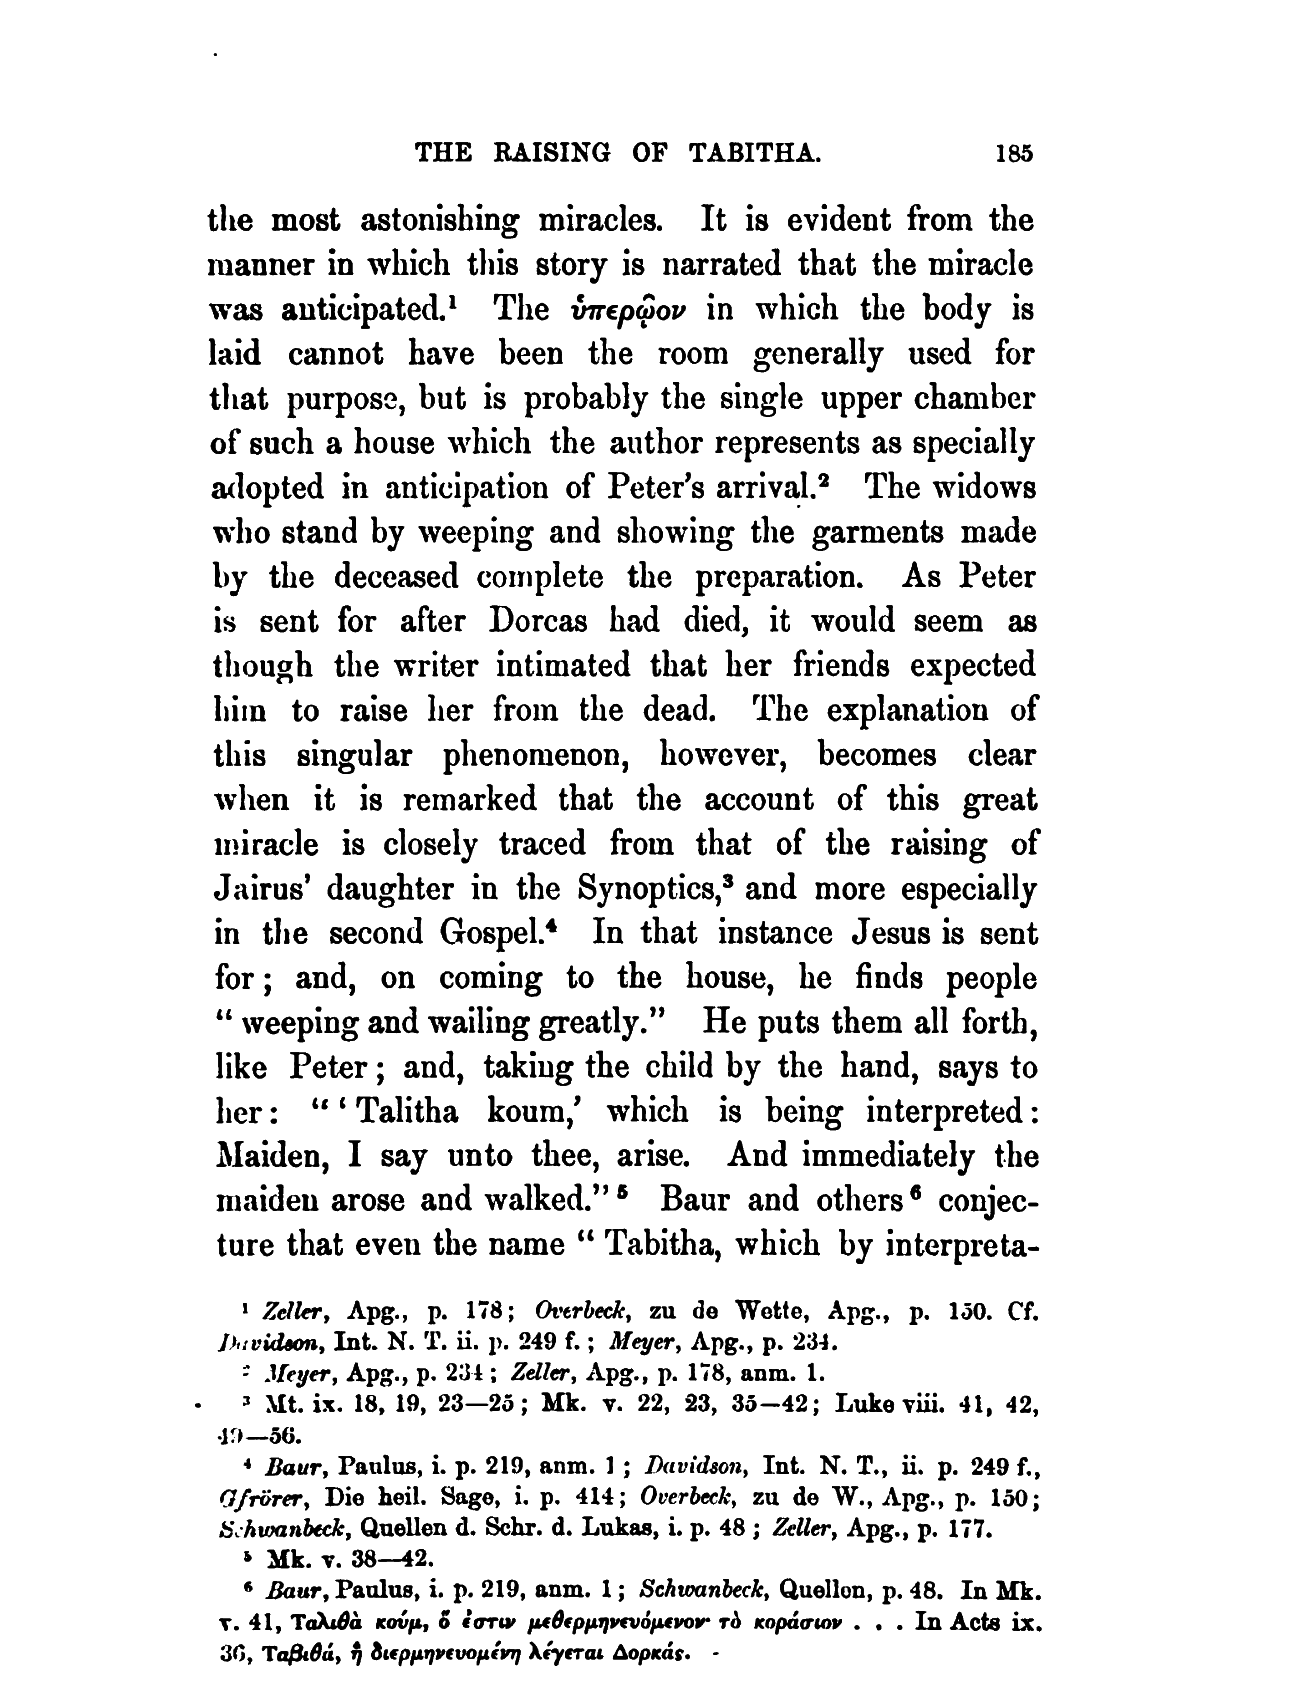 THE RAISING OF TABITHA. 185
the most astonishing miracles. It is evident from the
manner in which this story is narrated that the miracle
was anticipated.¹ The ὑπερῷον in which the body is
laid cannot have been the room generally used for
that purpose, but is probably the single upper chamber
of such a house which the author represents as specially
adopted in anticipation of Peter's arrival.² The widows
who stand by weeping and showing the garments made
by the deceased complete the preparation. As Peter
is sent for after Dorcas had died, it would seem as
though the writer intimated that her friends expected
him to raise her from the dead. The explanation of
this singular phenomenon, however, becomes clear
when it is remarked that the account of this great
miracle is closely traced from that of the raising of
Jairus' daughter in the Synoptics,³ and more especially
in the second Gospel.⁴ In that instance Jesus is sent
for; and, on coming to the house, he finds people
"weeping and wailing greatly." He puts them all forth,
like Peter; and, taking the child by the hand, says to
her: "'Talitha koum,' which is being interpreted:
Maiden, I say unto thee, arise. And immediately the
maiden arose and walked."⁵ Baur and others⁶ conjec-
ture that even the name "Tabitha, which by interpreta-
¹ Zeller, Apg., p. 178; Overbeck, zu de Wette, Apg., p. 150. Cf.
Davidson, Int. N. T. ii. p. 249 f.; Meyer, Apg., p. 234.
² Meyer, Apg., p. 234; Zeller, Apg., p. 178, anm. 1.
³ Mt. ix. 18, 19, 23—25; Mk. v. 22, 23, 35—42; Luke viii. 41, 42,
49—56.
⁴ Baur, Paulus, i. p. 219, anm. 1; Davidson, Int. N. T., ii. p. 249 f.,
Gfrörer, Die heil. Sage, i. p. 414; Overbeck, zu de W., Apg., p. 150;
Schwanbeck, Quellen d. Schr. d. Lukas, i. p. 48; Zeller, Apg., p. 177.
⁵ Mk. v. 38—42.
⁶ Baur, Paulus, i. p. 219, anm. 1; Schwanbeck, Quellen, p. 48. In Mk.
v. 41, Ταλιθὰ κούμ, ὅ ἐστιν μεθερμηνευόμενον· τὸ κοράσιον . . . In Acts ix.
36, Ταβιθά, ἣ διερμηνευομένη λέγεται Δορκάς.